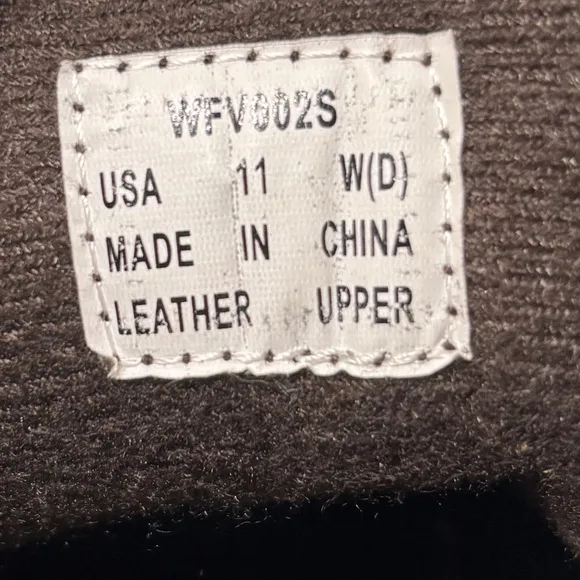 WFV002S
USA 11 W(D)
MADE IN CHINA
LEATHER UPPER